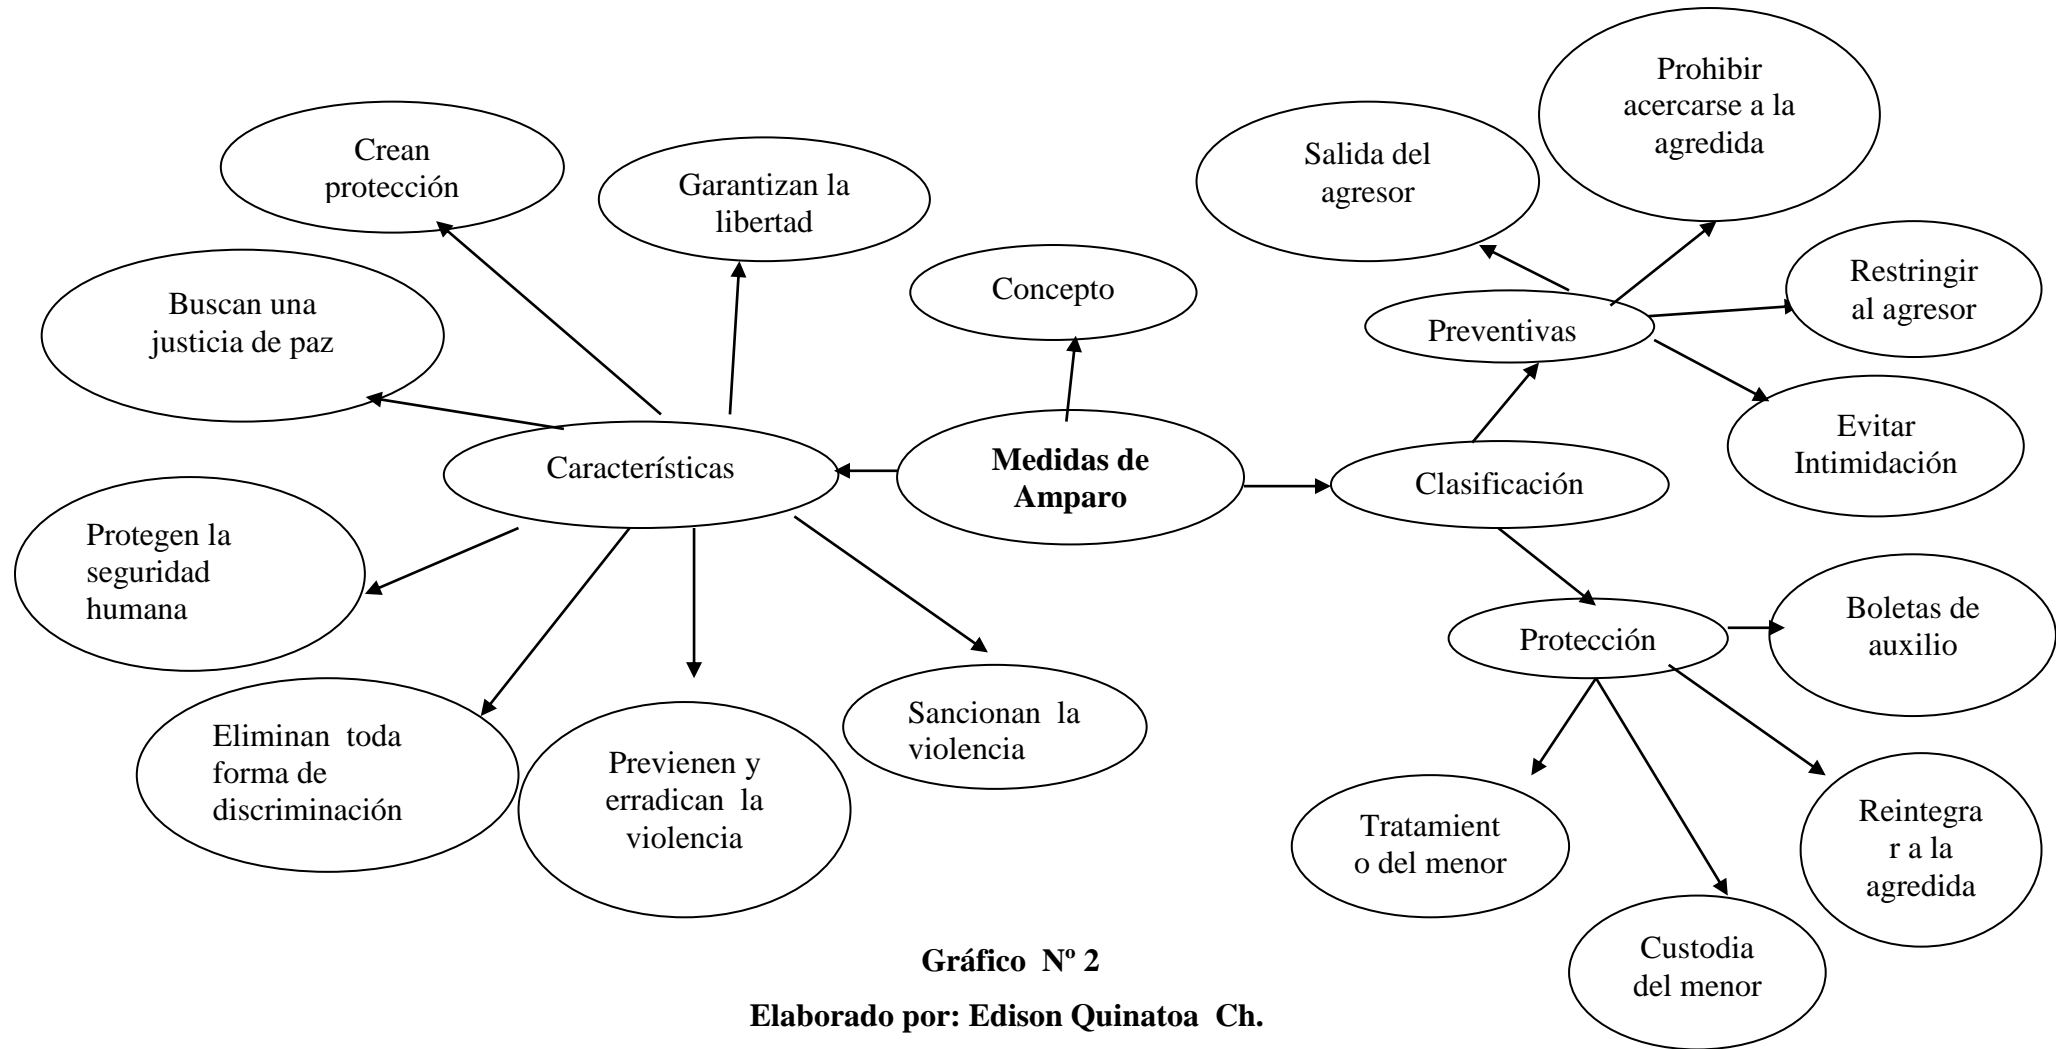 Prohibir
acercarse a la
agredida
Crean
protección
Salida del
agresor
Garantizan la
libertad
Restringir
al agresor
Concepto
Buscan una
justicia de paz
Preventivas
Evitar
Intimidación
Características
Medidas de
Amparo
Clasificación
Protegen la
seguridad
humana
Boletas de
auxilio
Protección
Sancionan  la
violencia
Eliminan  toda
forma de
discriminación
Previenen y
erradican  la
violencia
Tratamient
o del menor
Reintegra
r a la
agredida
Custodia
del menor
Gráfico  Nº 2
Elaborado por: Edison Quinatoa  Ch.